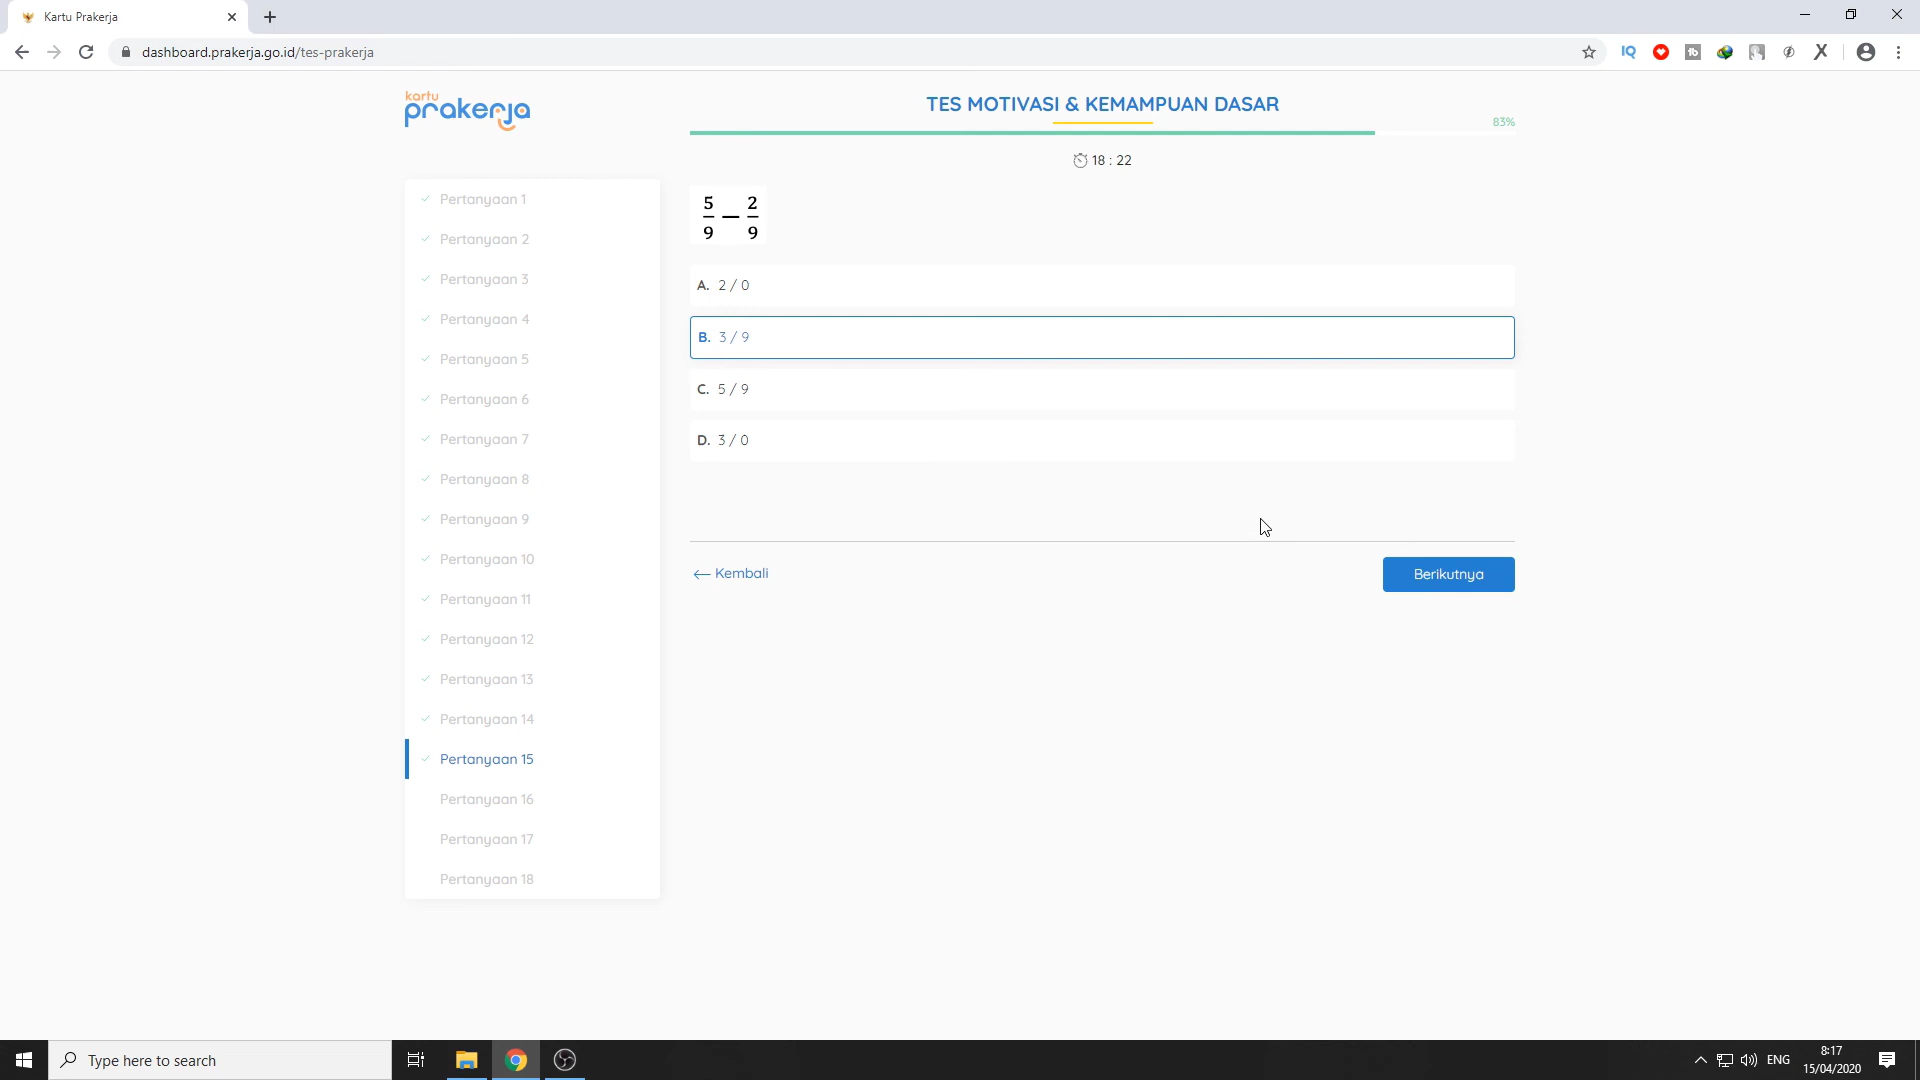 Kartu Prakerja
dashboard.prakerja.go.id/tes-prakerja
IQ
kartu
prakerja
TES MOTIVASI & KEMAMPUAN DASAR
83%
18 : 22
Pertanyaan 1
Pertanyaan 2
Pertanyaan 3
Pertanyaan 4
Pertanyaan 5
Pertanyaan 6
Pertanyaan 7
Pertanyaan 8
Pertanyaan 9
Pertanyaan 10
Pertanyaan 11
Pertanyaan 12
Pertanyaan 13
Pertanyaan 14
Pertanyaan 15
Pertanyaan 16
Pertanyaan 17
Pertanyaan 18
5/9 − 2/9
A. 2 / 0
B. 3 / 9
C. 5 / 9
D. 3 / 0
← Kembali
Berikutnya
Type here to search
ENG
8:17
15/04/2020